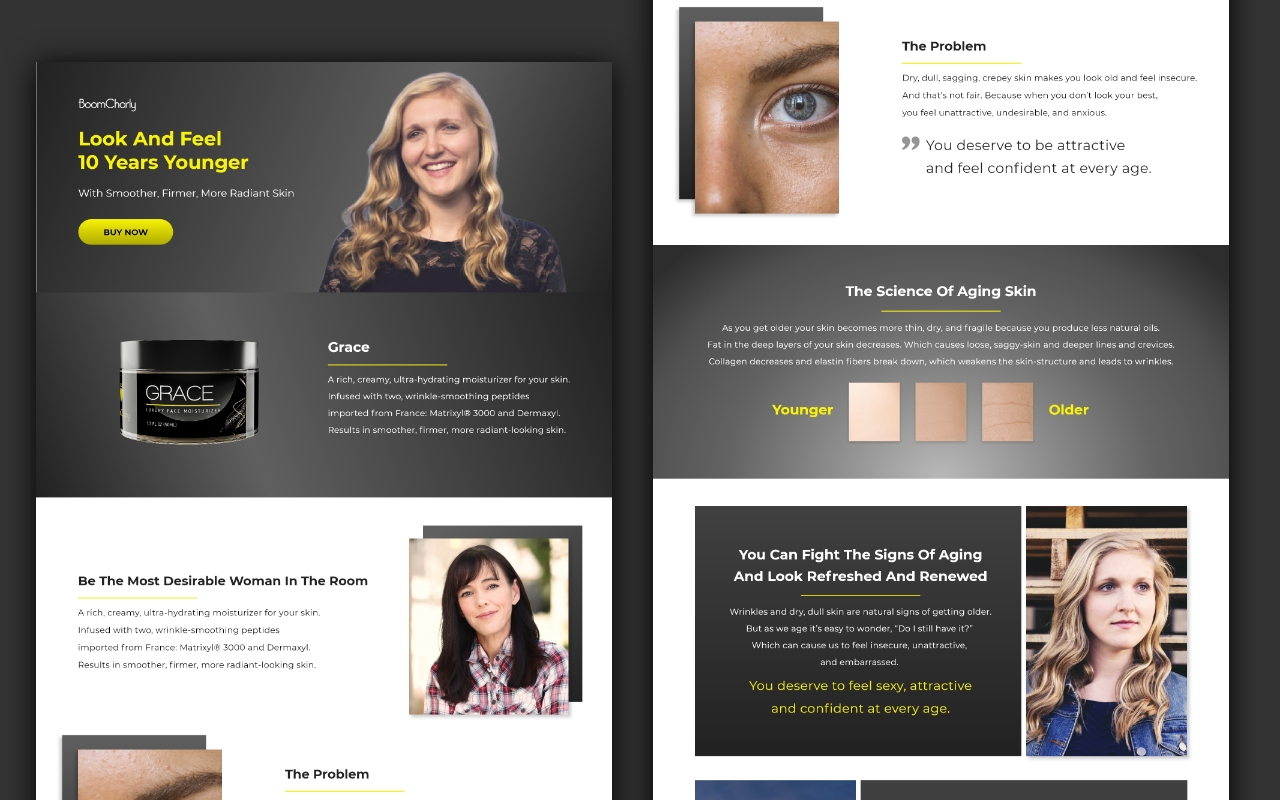 BoomCharly
Look And Feel
10 Years Younger
With Smoother, Firmer, More Radiant Skin
BUY NOW
GRACE
LUXURY FACE MOISTURIZER
Grace
A rich, creamy, ultra-hydrating moisturizer for your skin.
Infused with two, wrinkle-smoothing peptides
imported from France: Matrixyl® 3000 and Dermaxyl.
Results in smoother, firmer, more radiant-looking skin.
Be The Most Desirable Woman In The Room
A rich, creamy, ultra-hydrating moisturizer for your skin.
Infused with two, wrinkle-smoothing peptides
imported from France: Matrixyl® 3000 and Dermaxyl.
Results in smoother, firmer, more radiant-looking skin.
The Problem
The Problem
Dry, dull, sagging, crepey skin makes you look old and feel insecure.
And that's not fair. Because when you don't look your best,
you feel unattractive, undesirable, and anxious.
” You deserve to be attractive
and feel confident at every age.
The Science Of Aging Skin
As you get older your skin becomes more thin, dry, and fragile because you produce less natural oils.
Fat in the deep layers of your skin decreases. Which causes loose, saggy-skin and deeper lines and crevices.
Collagen decreases and elastin fibers break down, which weakens the skin-structure and leads to wrinkles.
Younger
Older
You Can Fight The Signs Of Aging
And Look Refreshed And Renewed
Wrinkles and dry, dull skin are natural signs of getting older.
But as we age it's easy to wonder, “Do I still have it?”
Which can cause us to feel insecure, unattractive,
and embarrassed.
You deserve to feel sexy, attractive
and confident at every age.